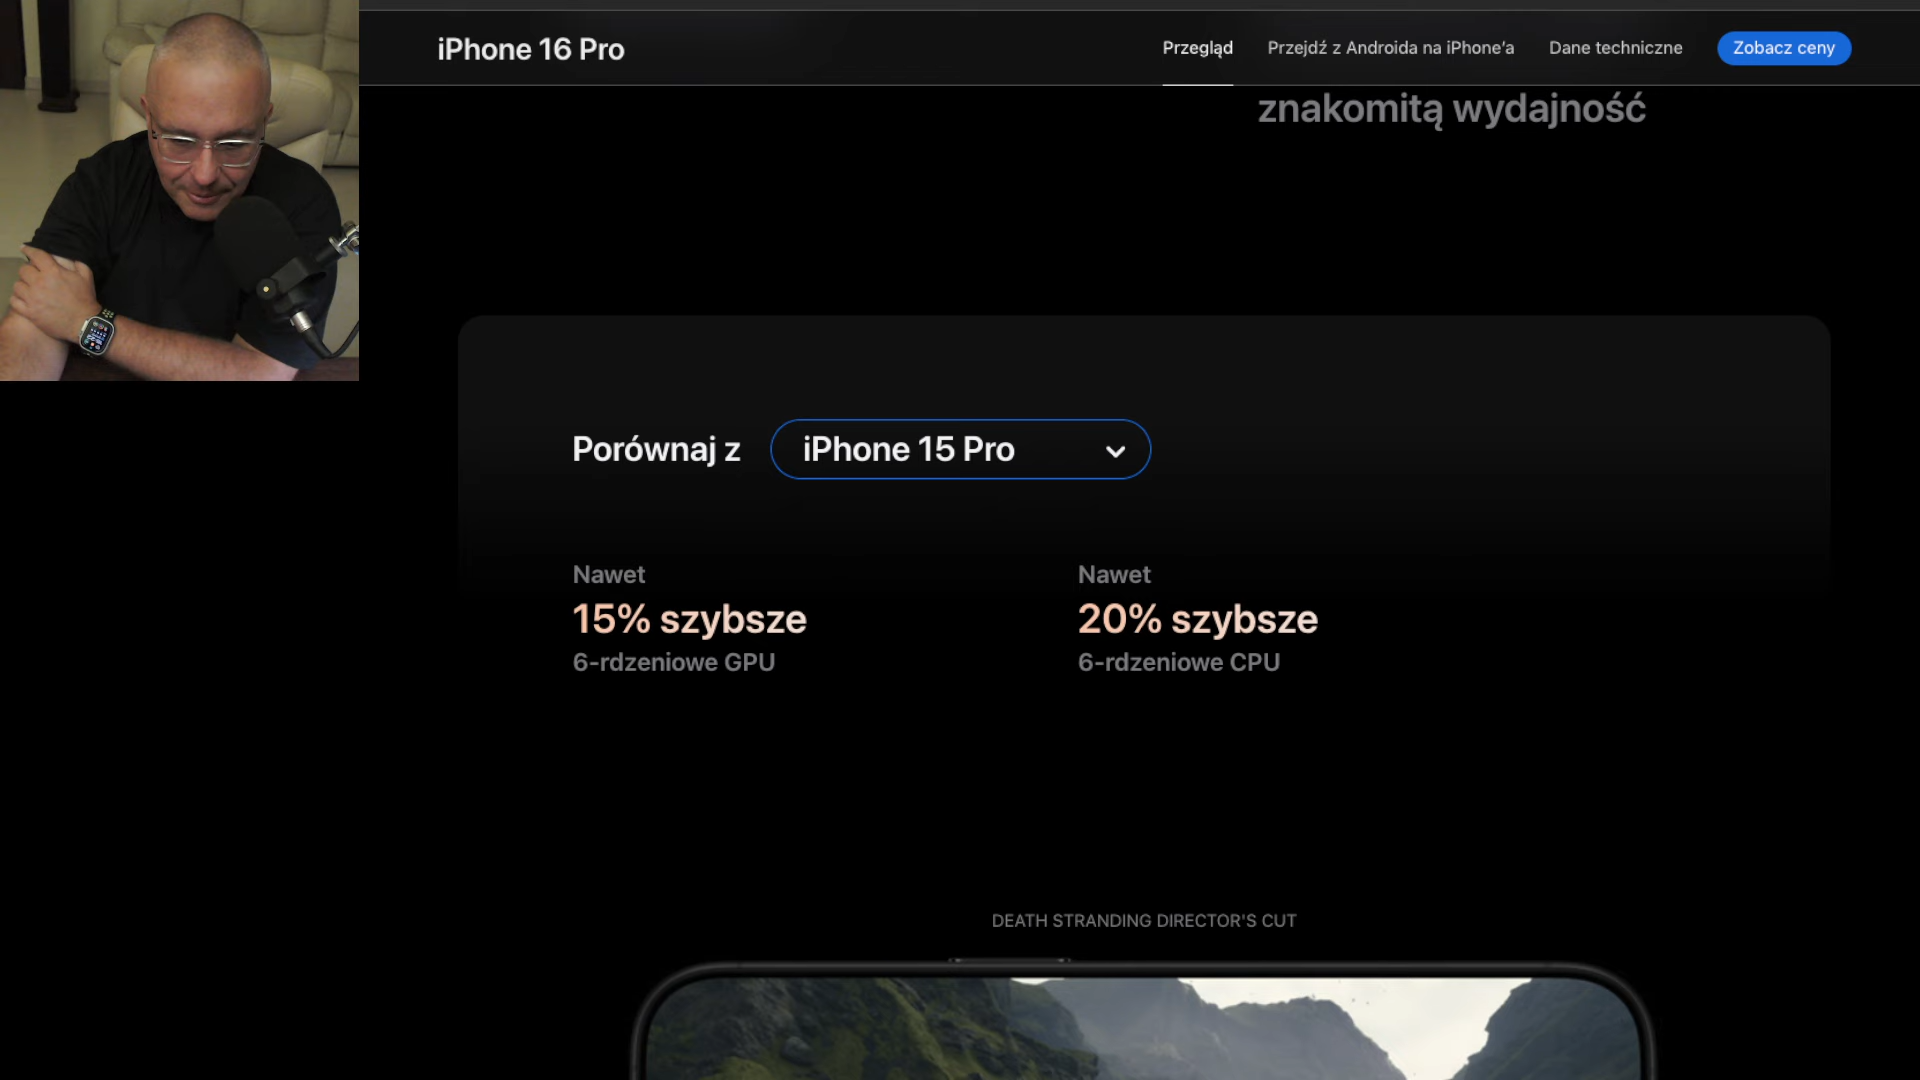 iPhone 16 Pro
Przegląd
Przejdź z Androida na iPhone’a
Dane techniczne
Zobacz ceny
znakomitą wydajność
Porównaj z
iPhone 15 Pro
Nawet
15% szybsze
6-rdzeniowe GPU
Nawet
20% szybsze
6-rdzeniowe CPU
DEATH STRANDING DIRECTOR'S CUT